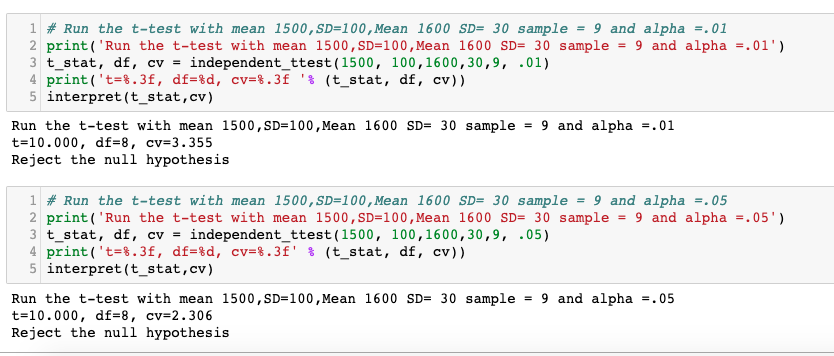 1 # Run the t-test with mean 1500,SD=100,Mean 1600 SD= 30 sample = 9 and alpha =.01
2 print('Run the t-test with mean 1500,SD=100,Mean 1600 SD= 30 sample = 9 and alpha =.01')
3 t_stat, df, cv = independent_ttest(1500, 100,1600,30,9, .01)
4 print('t=%.3f, df=%d, cv=%.3f '% (t_stat, df, cv))
5 interpret(t_stat,cv)
Run the t-test with mean 1500,SD=100,Mean 1600 SD= 30 sample = 9 and alpha =.01
t=10.000, df=8, cv=3.355
Reject the null hypothesis
1 # Run the t-test with mean 1500,SD=100,Mean 1600 SD= 30 sample = 9 and alpha =.05
2 print('Run the t-test with mean 1500,SD=100,Mean 1600 SD= 30 sample = 9 and alpha =.05')
3 t_stat, df, cv = independent_ttest(1500, 100,1600,30,9, .05)
4 print('t=%.3f, df=%d, cv=%.3f' % (t_stat, df, cv))
5 interpret(t_stat,cv)
Run the t-test with mean 1500,SD=100,Mean 1600 SD= 30 sample = 9 and alpha =.05
t=10.000, df=8, cv=2.306
Reject the null hypothesis